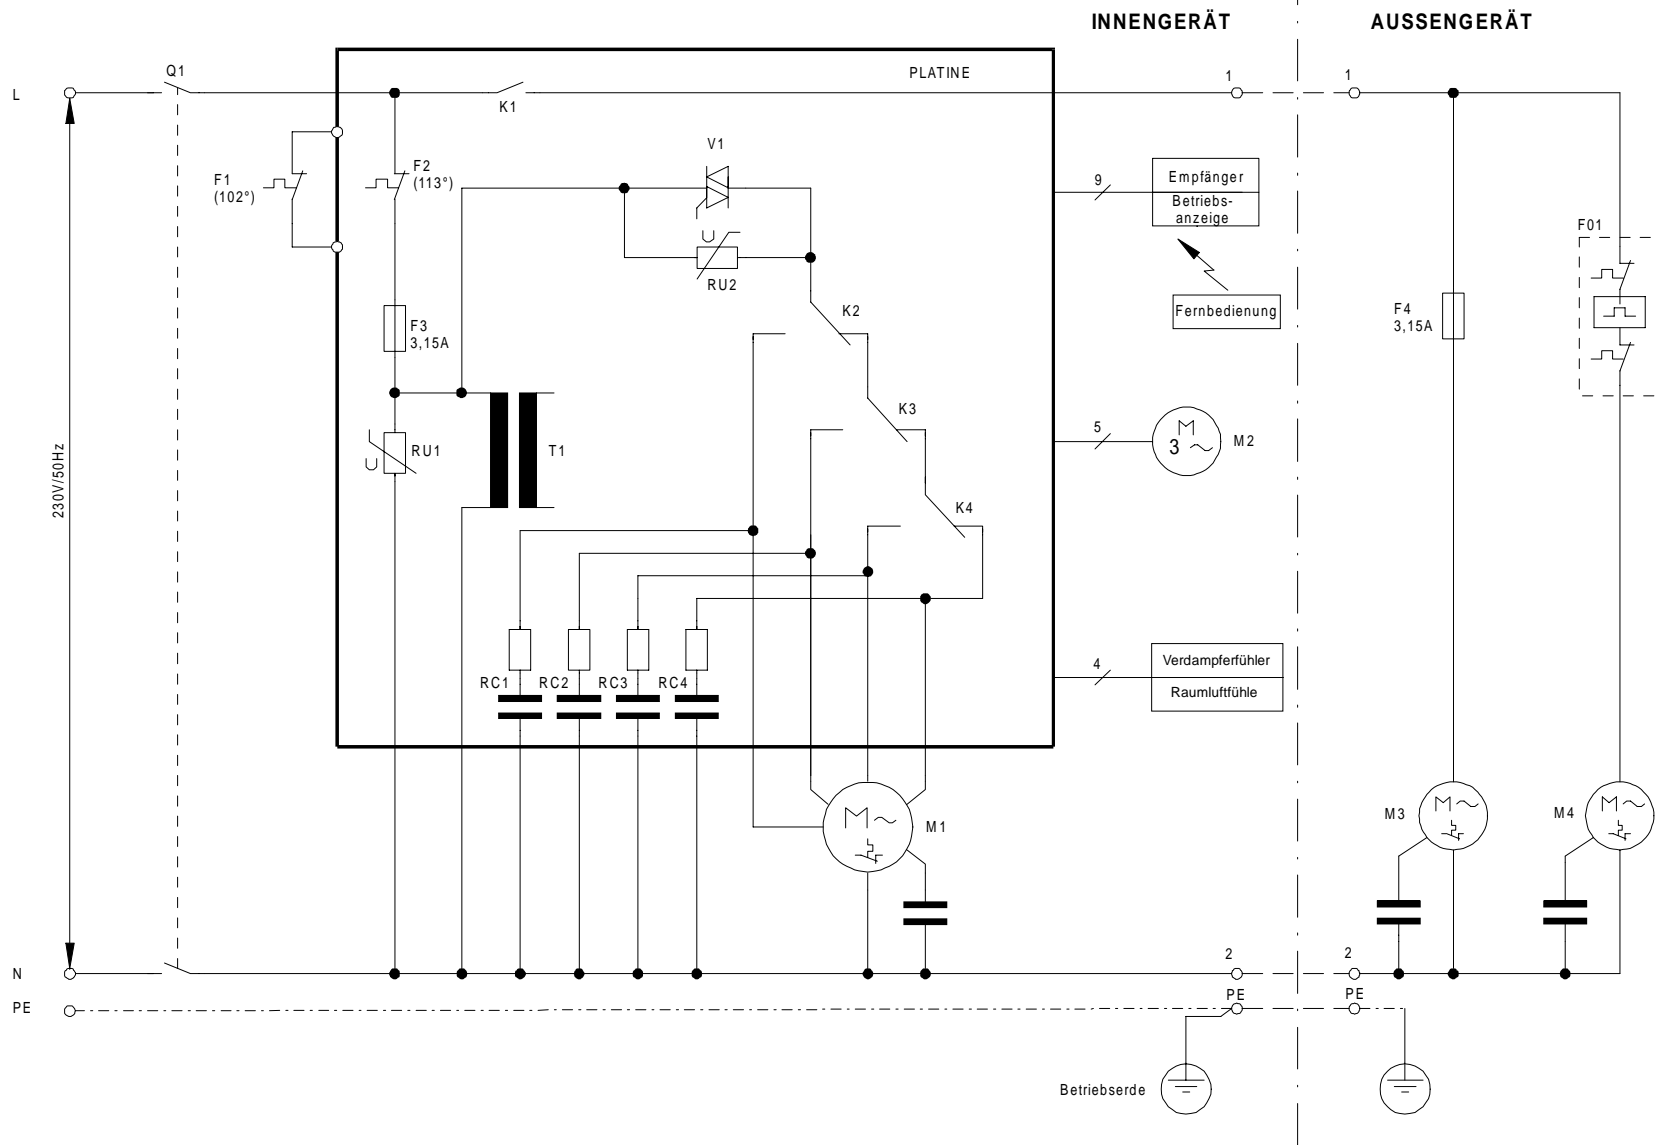 INNENGERÄT
AUSSENGERÄT
Q1
PLATINE
1
1
L
K1
V1
F1
(102°)
F2
(113°)
9
Empfänger
Betriebs-
anzeige
F01
U
RU2
Fernbedienung
K2
F3
3,15A
F4
3,15A
K3
5
M
3
M2
230V/50Hz
U
RU1
T1
K4
4
Verdampferfühler
Raumluftfühle
RC1
RC2
RC3
RC4
M
M1
M3
M
M4
M
N
2
2
PE
PE
PE
Betriebserde